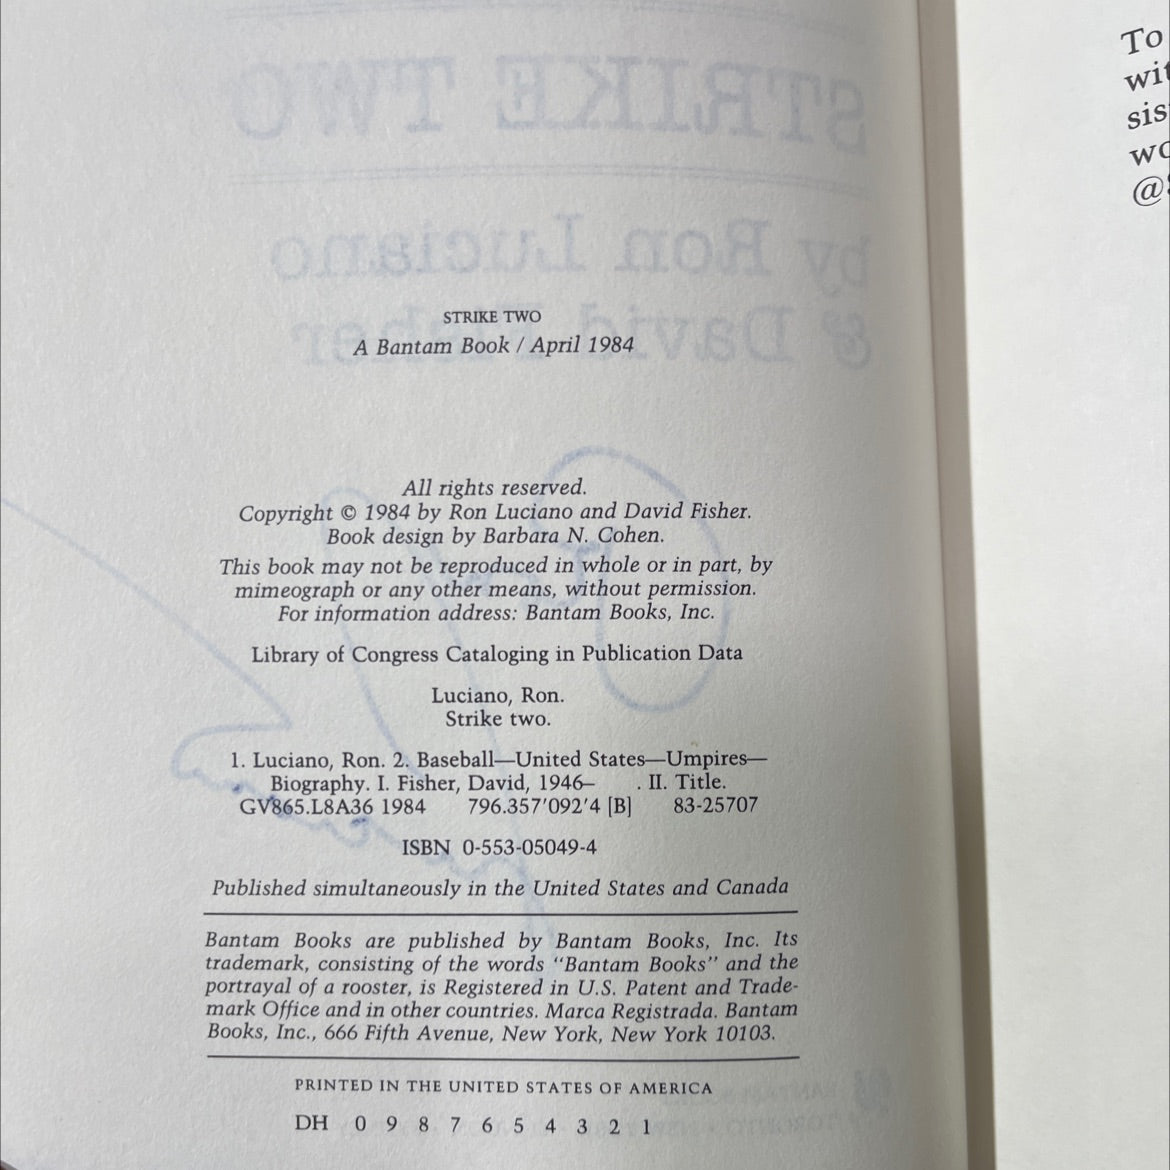 STRIKE TWO
by Ron Luciano
& David Fisher
STRIKE TWO
A Bantam Book / April 1984
All rights reserved.
Copyright © 1984 by Ron Luciano and David Fisher.
Book design by Barbara N. Cohen.
This book may not be reproduced in whole or in part, by
mimeograph or any other means, without permission.
For information address: Bantam Books, Inc.
Library of Congress Cataloging in Publication Data
Luciano, Ron.
Strike two.
1. Luciano, Ron. 2. Baseball—United States—Umpires—
Biography. I. Fisher, David, 1946– . II. Title.
GV865.L8A36 1984 796.357′092′4 [B] 83-25707
ISBN 0-553-05049-4
Published simultaneously in the United States and Canada
Bantam Books are published by Bantam Books, Inc. Its
trademark, consisting of the words “Bantam Books” and the
portrayal of a rooster, is Registered in U.S. Patent and Trade-
mark Office and in other countries. Marca Registrada. Bantam
Books, Inc., 666 Fifth Avenue, New York, New York 10103.
PRINTED IN THE UNITED STATES OF AMERICA
DH 0 9 8 7 6 5 4 3 2 1
To